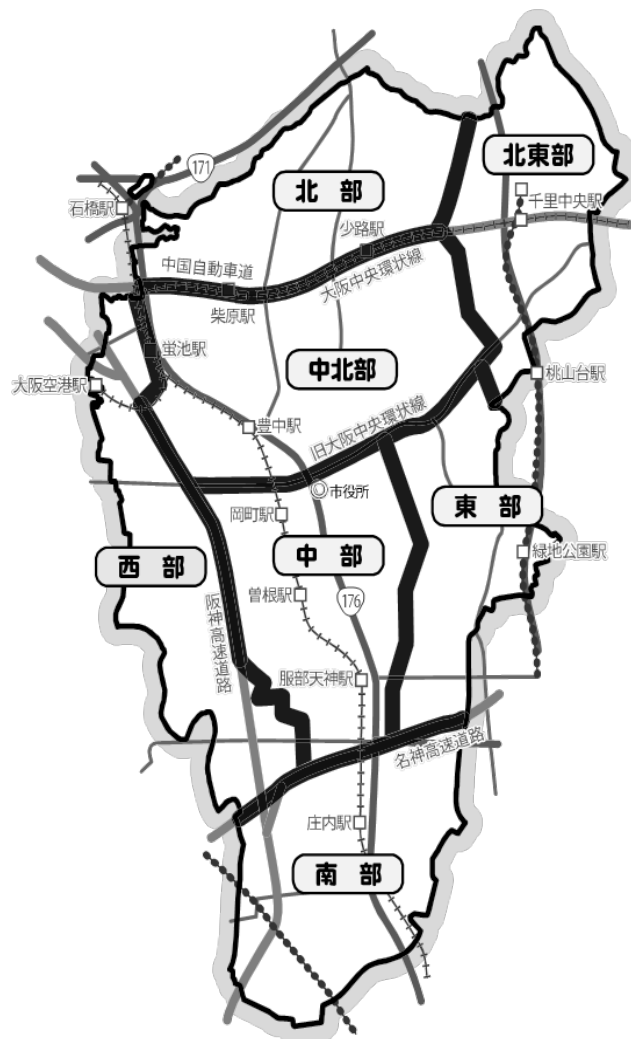 171
北東部
北部
石橋駅
千里中央駅
少路駅
中国自動車道
大阪中央環状線
柴原駅
蛍池駅
中北部
大阪空港駅
桃山台駅
豊中駅
旧大阪中央環状線
市役所
東部
岡町駅
緑地公園駅
西部
中部
曽根駅
176
阪神高速道路
服部天神駅
名神高速道路
庄内駅
南部